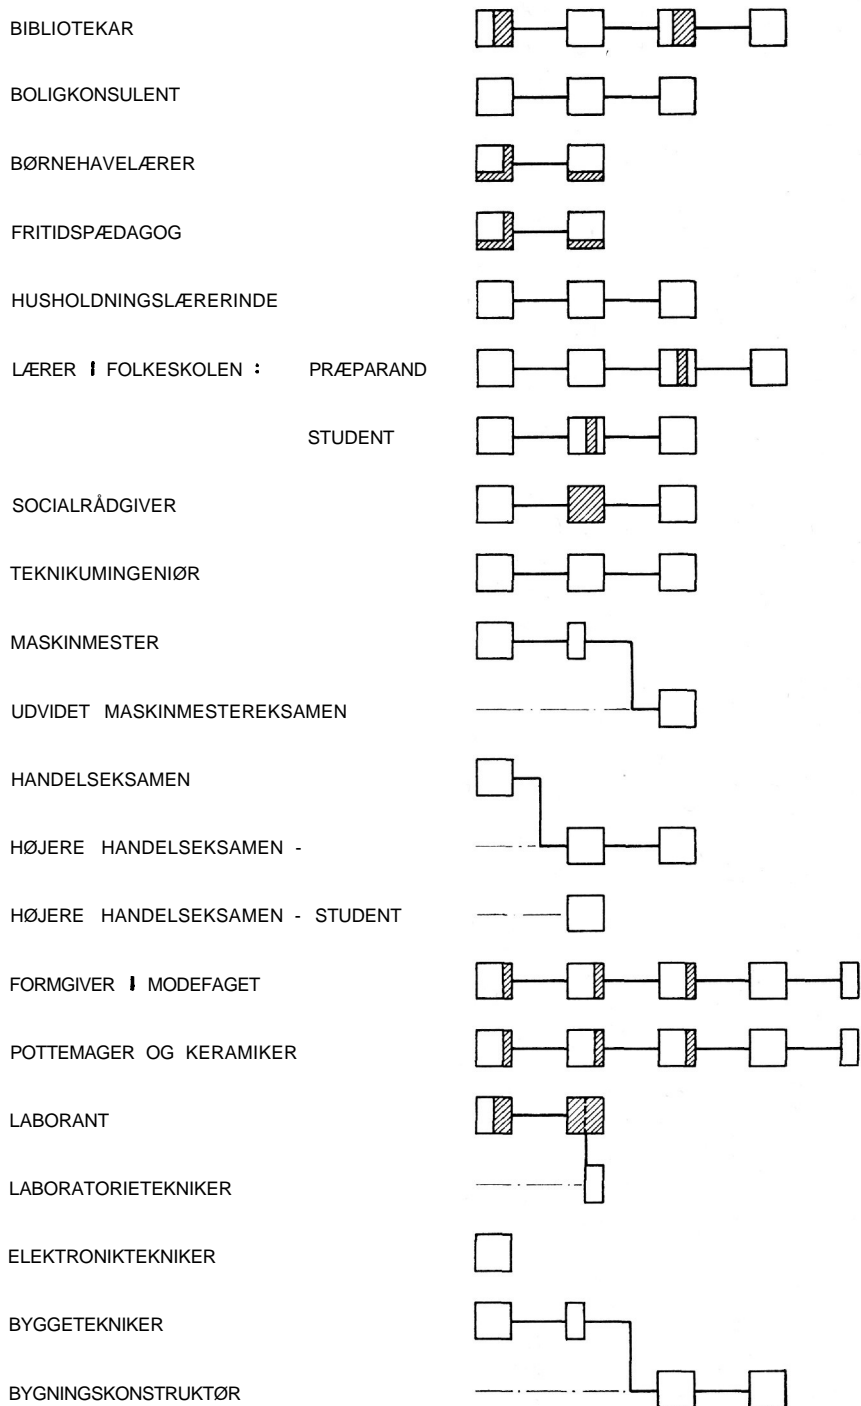 BIBLIOTEKAR
BOLIGKONSULENT
BØRNEHAVELÆRER
FRITIDSPÆDAGOG
HUSHOLDNINGSLÆRERINDE
LÆRER I FOLKESKOLEN : PRÆPARAND
STUDENT
SOCIALRÅDGIVER
TEKNIKUMINGENIØR
MASKINMESTER
UDVIDET MASKINMESTEREKSAMEN
HANDELSEKSAMEN
HØJERE HANDELSEKSAMEN -
HØJERE HANDELSEKSAMEN - STUDENT
FORMGIVER I MODEFAGET
POTTEMAGER OG KERAMIKER
LABORANT
LABORATORIETEKNIKER
ELEKTRONIKTEKNIKER
BYGGETEKNIKER
BYGNINGSKONSTRUKTØR